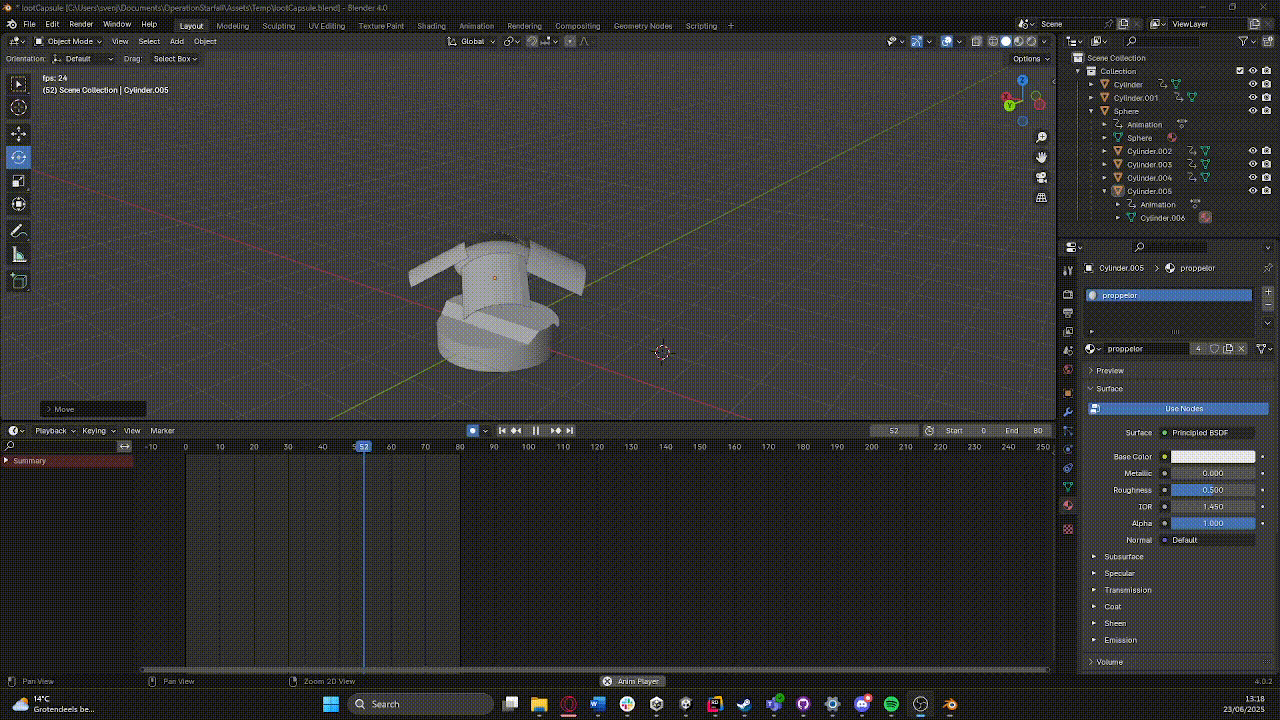 * lootCapsule [C:\Users\svenj\Documents\OperationStarfall\Assets\Temp\lootCapsule.blend] - Blender 4.0
File Edit Render Window Help Layout Modeling Sculpting UV Editing Texture Paint Shading Animation Rendering Compositing Geometry Nodes Scripting + Scene ViewLayer
Object Mode View Select Add Object Global
Orientation: Default Drag: Select Box Options
fps: 24
(52) Scene Collection | Cylinder.005
Z
Y
> Move
Scene Collection
Collection
Cylinder
Cylinder.001
Sphere
Animation
Sphere
Cylinder.002
Cylinder.003
Cylinder.004
Cylinder.005
Animation
Cylinder.006
Cylinder.005 > proppelor
proppelor
proppelor 4
Preview
Surface
Use Nodes
Surface Principled BSDF
Base Color
Metallic 0.000
Roughness 0.500
IOR 1.450
Alpha 1.000
Normal Default
Subsurface
Specular
Transmission
Coat
Sheen
Emission
Volume
Playback Keying View Marker 52 Start 0 End 80
-10 0 10 20 30 40 52 60 70 80 90 100 110 120 130 140 150 160 170 180 190 200 210 220 230 240 250
Summary
Pan View Pan View Zoom 2D View Anim Player 4.0.2
14°C
Grotendeels be...
Search
13:18
23/06/2025